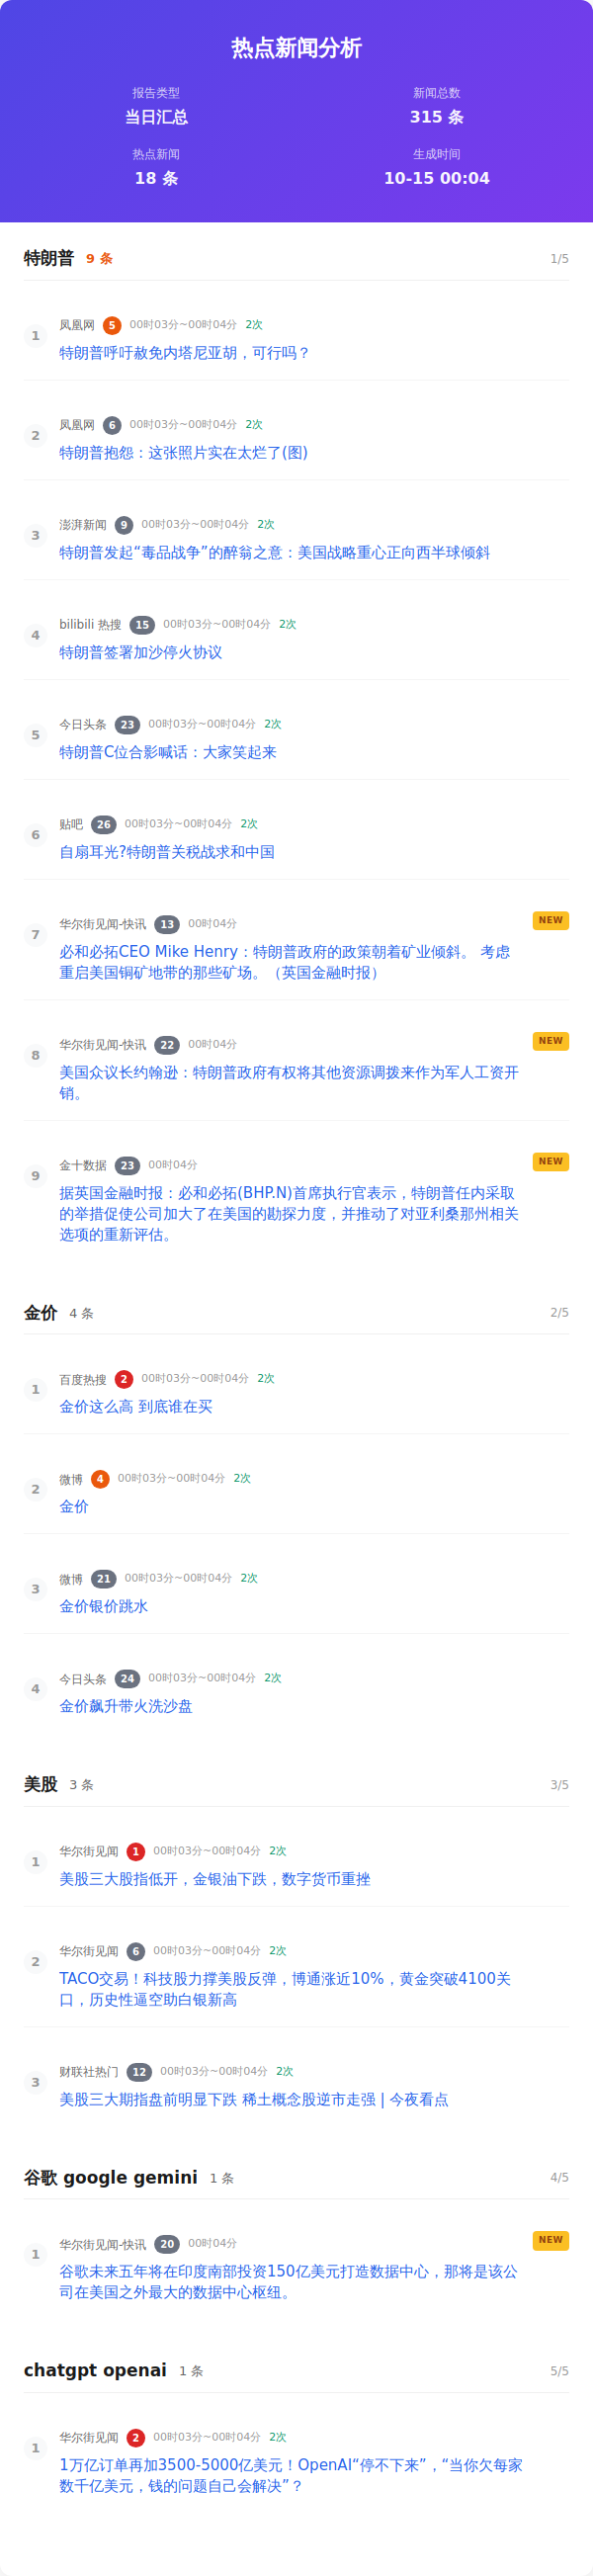 热点新闻分析
报告类型
当日汇总
新闻总数
315 条
热点新闻
18 条
生成时间
10-15 00:04
特朗普 9 条 1/5
1
凤凰网 5 00时03分~00时04分 2次
特朗普呼吁赦免内塔尼亚胡，可行吗？
2
凤凰网 6 00时03分~00时04分 2次
特朗普抱怨：这张照片实在太烂了(图)
3
澎湃新闻 9 00时03分~00时04分 2次
特朗普发起“毒品战争”的醉翁之意：美国战略重心正向西半球倾斜
4
bilibili 热搜 15 00时03分~00时04分 2次
特朗普签署加沙停火协议
5
今日头条 23 00时03分~00时04分 2次
特朗普C位合影喊话：大家笑起来
6
贴吧 26 00时03分~00时04分 2次
自扇耳光?特朗普关税战求和中国
7
华尔街见闻-快讯 13 00时04分 NEW
必和必拓CEO Mike Henry：特朗普政府的政策朝着矿业倾斜。 考虑
重启美国铜矿地带的那些矿场。（英国金融时报）
8
华尔街见闻-快讯 22 00时04分 NEW
美国众议长约翰逊：特朗普政府有权将其他资源调拨来作为军人工资开
销。
9
金十数据 23 00时04分 NEW
据英国金融时报：必和必拓(BHP.N)首席执行官表示，特朗普任内采取
的举措促使公司加大了在美国的勘探力度，并推动了对亚利桑那州相关
选项的重新评估。
金价 4 条 2/5
1
百度热搜 2 00时03分~00时04分 2次
金价这么高 到底谁在买
2
微博 4 00时03分~00时04分 2次
金价
3
微博 21 00时03分~00时04分 2次
金价银价跳水
4
今日头条 24 00时03分~00时04分 2次
金价飙升带火洗沙盘
美股 3 条 3/5
1
华尔街见闻 1 00时03分~00时04分 2次
美股三大股指低开，金银油下跌，数字货币重挫
2
华尔街见闻 6 00时03分~00时04分 2次
TACO交易！科技股力撑美股反弹，博通涨近10%，黄金突破4100关
口，历史性逼空助白银新高
3
财联社热门 12 00时03分~00时04分 2次
美股三大期指盘前明显下跌 稀土概念股逆市走强 | 今夜看点
谷歌 google gemini 1 条 4/5
1
华尔街见闻-快讯 20 00时04分 NEW
谷歌未来五年将在印度南部投资150亿美元打造数据中心，那将是该公
司在美国之外最大的数据中心枢纽。
chatgpt openai 1 条 5/5
1
华尔街见闻 2 00时03分~00时04分 2次
1万亿订单再加3500-5000亿美元！OpenAI“停不下来”，“当你欠每家
数千亿美元，钱的问题自己会解决”？